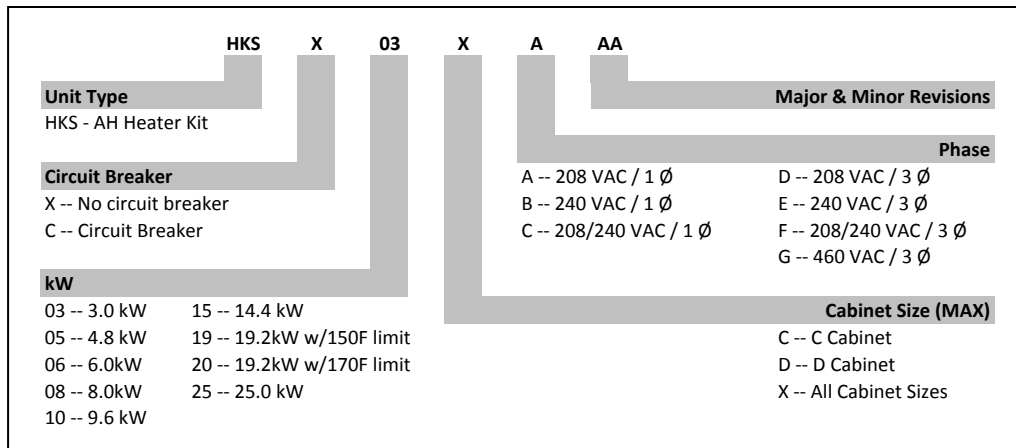 HKS X 03 X A AA
Unit Type
HKS - AH Heater Kit
Circuit Breaker
X -- No circuit breaker
C -- Circuit Breaker
kW
03 -- 3.0 kW
05 -- 4.8 kW
06 -- 6.0kW
08 -- 8.0kW
10 -- 9.6 kW
15 -- 14.4 kW
19 -- 19.2kW w/150F limit
20 -- 19.2kW w/170F limit
25 -- 25.0 kW
Major & Minor Revisions
Phase
A -- 208 VAC / 1 Ø
B -- 240 VAC / 1 Ø
C -- 208/240 VAC / 1 Ø
D -- 208 VAC / 3 Ø
E -- 240 VAC / 3 Ø
F -- 208/240 VAC / 3 Ø
G -- 460 VAC / 3 Ø
Cabinet Size (MAX)
C -- C Cabinet
D -- D Cabinet
X -- All Cabinet Sizes